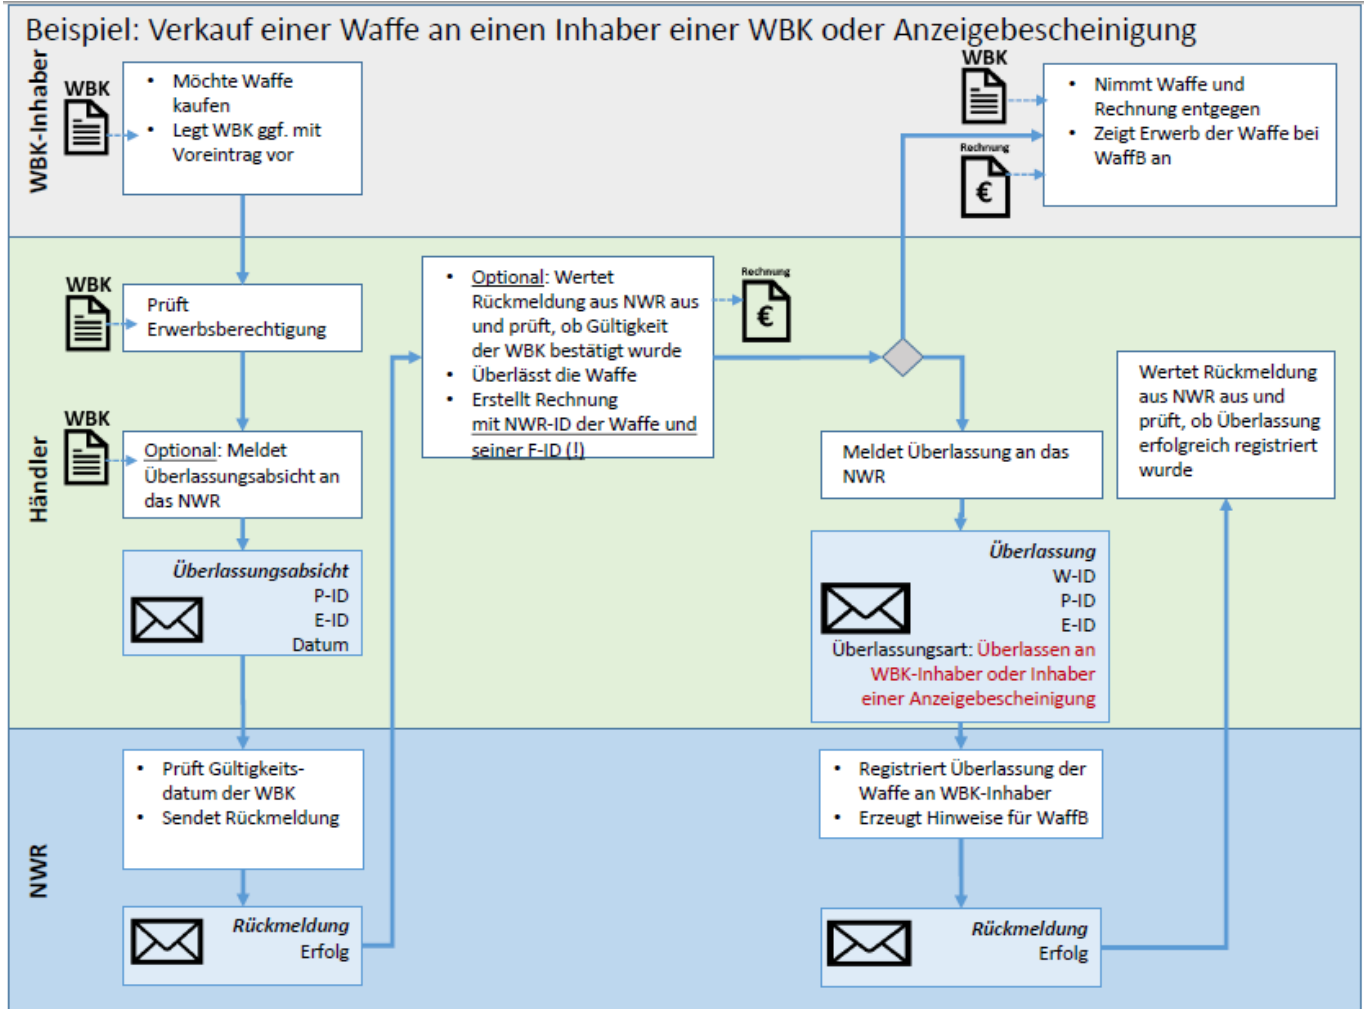 Beispiel: Verkauf einer Waffe an einen Inhaber einer WBK oder Anzeigebescheinigung
WBK-Inhaber
WBK
• Möchte Waffe
kaufen
• Legt WBK ggf. mit
Voreintrag vor
WBK
Rechnung
€
• Nimmt Waffe und
Rechnung entgegen
• Zeigt Erwerb der Waffe bei
WaffB an
Händler
WBK
Prüft
Erwerbsberechtigung
WBK
Optional: Meldet
Überlassungsabsicht an
das NWR
Überlassungsabsicht
P-ID
E-ID
Datum
• Optional: Wertet
Rückmeldung aus NWR aus
und prüft, ob Gültigkeit
der WBK bestätigt wurde
• Überlässt die Waffe
• Erstellt Rechnung
mit NWR-ID der Waffe und
seiner F-ID (!)
Rechnung
€
Meldet Überlassung an das
NWR
Überlassung
W-ID
P-ID
E-ID
Überlassungsart: Überlassen an
WBK-Inhaber oder Inhaber
einer Anzeigebescheinigung
Wertet Rückmeldung
aus NWR aus und
prüft, ob Überlassung
erfolgreich registriert
wurde
NWR
• Prüft Gültigkeits-
datum der WBK
• Sendet Rückmeldung
Rückmeldung
Erfolg
• Registriert Überlassung der
Waffe an WBK-Inhaber
• Erzeugt Hinweise für WaffB
Rückmeldung
Erfolg